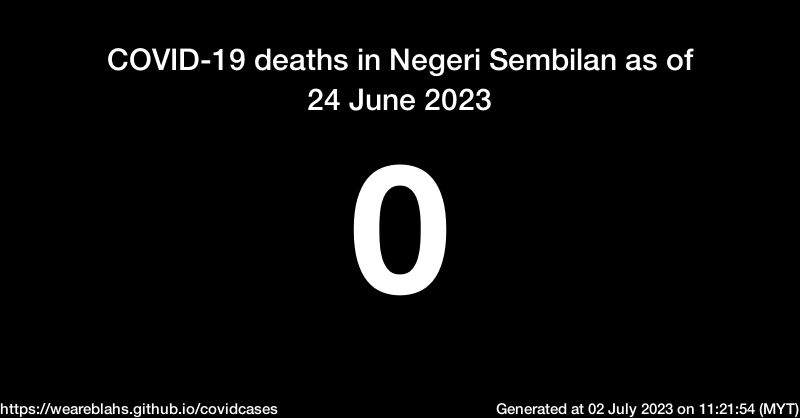 COVID-19 deaths in Negeri Sembilan as of
24 June 2023
0
https://weareblahs.github.io/covidcases
Generated at 02 July 2023 on 11:21:54 (MYT)